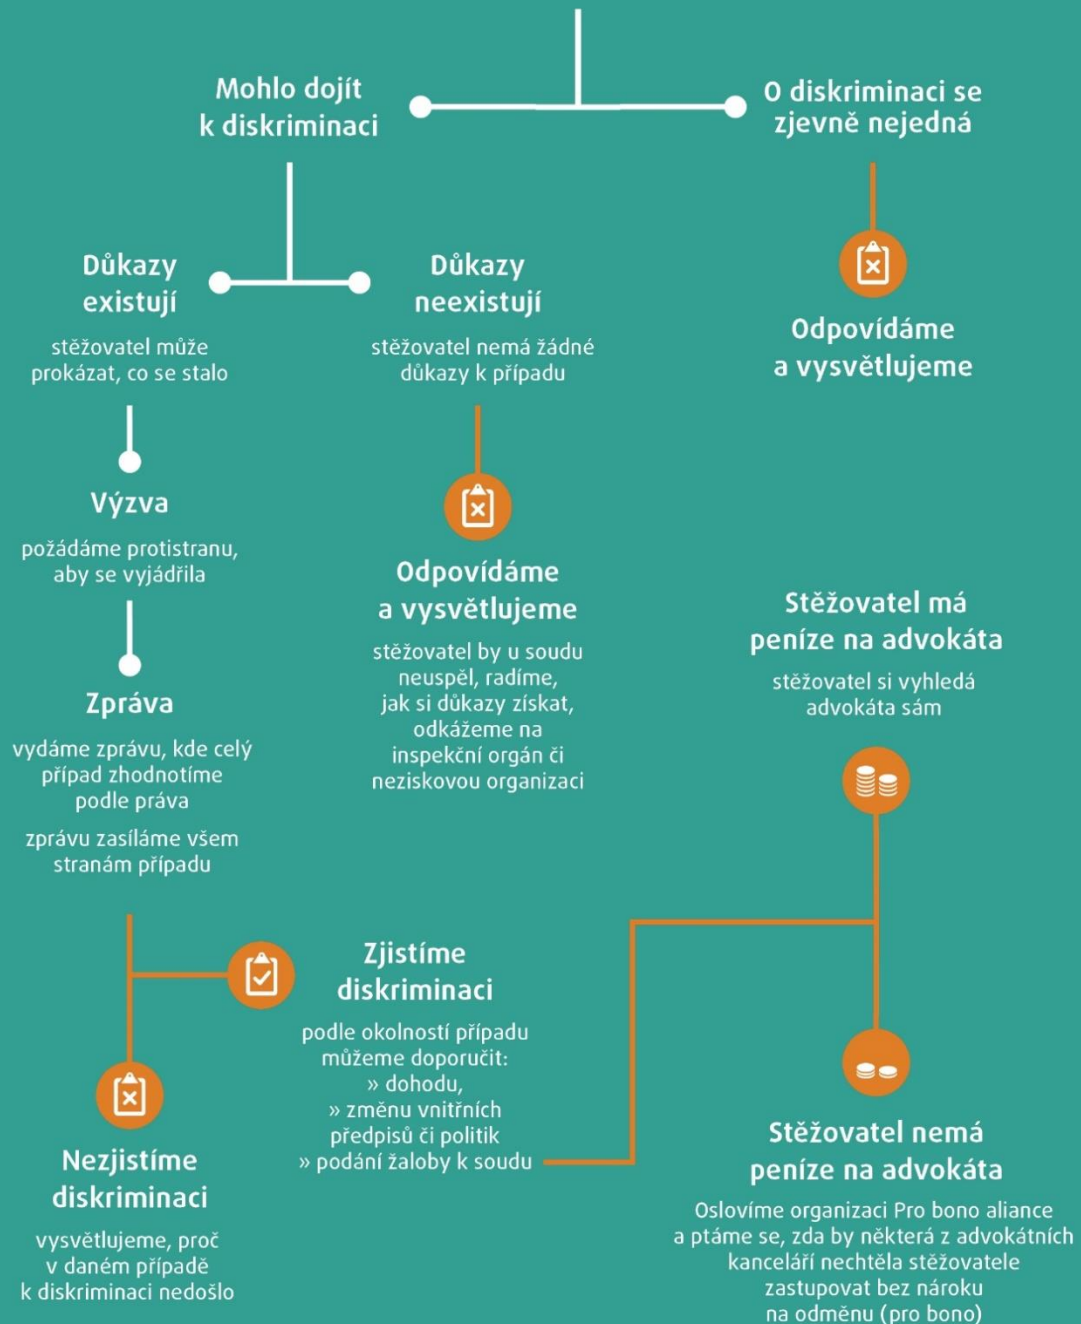 Mohlo dojít
k diskriminaci
O diskriminaci se
zjevně nejedná
Důkazy
existují
stěžovatel může
prokázat, co se stalo
Důkazy
neexistují
stěžovatel nemá žádné
důkazy k případu
Odpovídáme
a vysvětlujeme
Výzva
požádáme protistranu,
aby se vyjádřila
Odpovídáme
a vysvětlujeme
stěžovatel by u soudu
neuspěl, radíme,
jak si důkazy získat,
odkážeme na
inspekční orgán či
neziskovou organizaci
Stěžovatel má
peníze na advokáta
stěžovatel si vyhledá
advokáta sám
Zpráva
vydáme zprávu, kde celý
případ zhodnotíme
podle práva
zprávu zasíláme všem
stranám případu
Zjistíme
diskriminaci
podle okolností případu
můžeme doporučit:
» dohodu,
» změnu vnitřních
předpisů či politik
» podání žaloby k soudu
Nezjistíme
diskriminaci
vysvětlujeme, proč
v daném případě
k diskriminaci nedošlo
Stěžovatel nemá
peníze na advokáta
Oslovíme organizaci Pro bono aliance
a ptáme se, zda by některá z advokátních
kanceláří nechtěla stěžovatele
zastupovat bez nároku
na odměnu (pro bono)